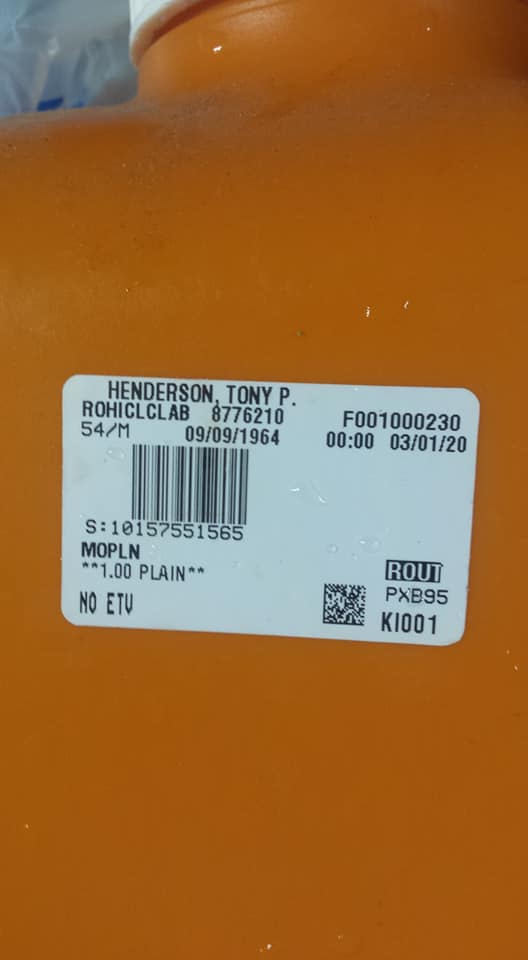 HENDERSON, TONY P.
ROHICLCLAB 8776210 F001000230
54/M 09/09/1964 00:00 03/01/20
S:10157551565
MOPLN
**1.00 PLAIN** ROUT
PXB95
NO ETV KI001